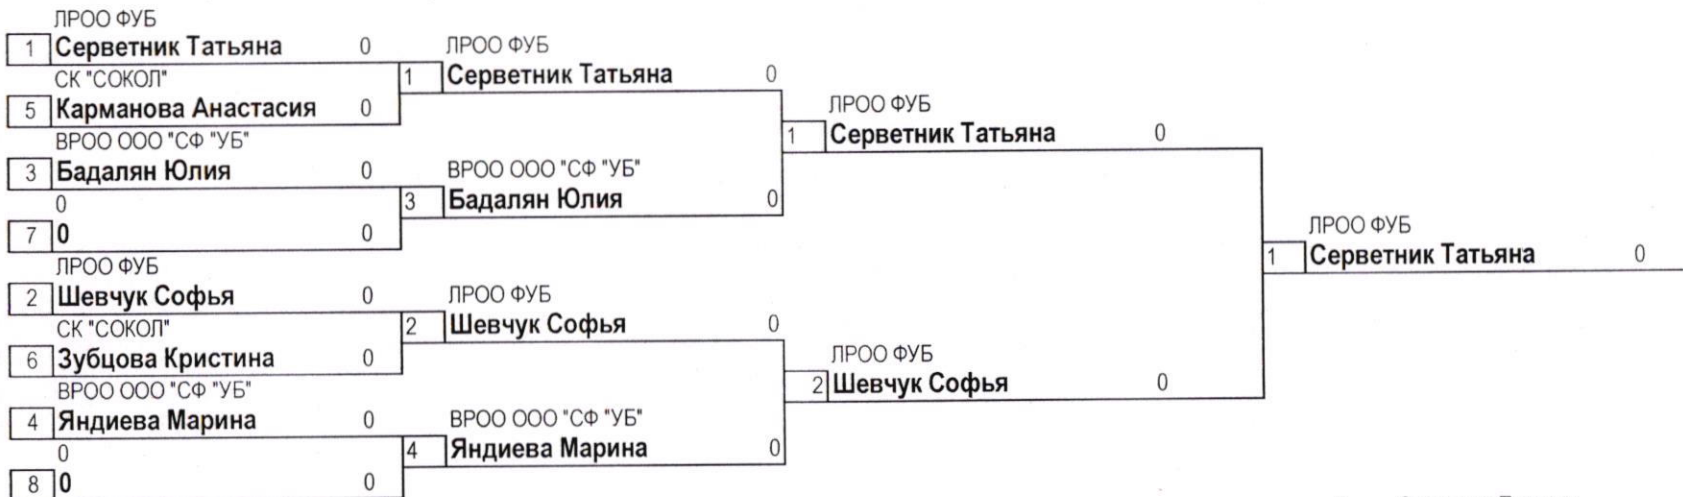 ЛРОО ФУБ
1 Серветник Татьяна 0
СК "СОКОЛ"
5 Карманова Анастасия 0
ВРОО ООО "СФ "УБ"
3 Бадалян Юлия 0
0
7 0 0
ЛРОО ФУБ
2 Шевчук Софья 0
СК "СОКОЛ"
6 Зубцова Кристина 0
ВРОО ООО "СФ "УБ"
4 Яндиева Марина 0
0
8 0 0
ЛРОО ФУБ
1 Серветник Татьяна 0
ВРОО ООО "СФ "УБ"
3 Бадалян Юлия 0
ЛРОО ФУБ
2 Шевчук Софья 0
ВРОО ООО "СФ "УБ"
4 Яндиева Марина 0
ЛРОО ФУБ
1 Серветник Татьяна 0
ЛРОО ФУБ
2 Шевчук Софья 0
ЛРОО ФУБ
1 Серветник Татьяна 0